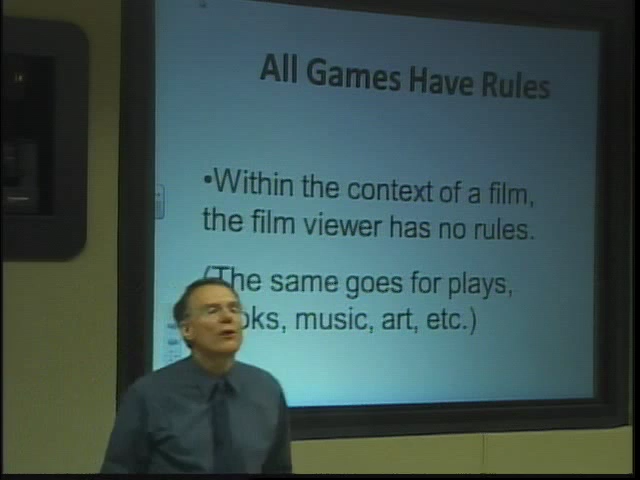 All Games Have Rules
•Within the context of a film,
the film viewer has no rules.
(The same goes for plays,
oks, music, art, etc.)